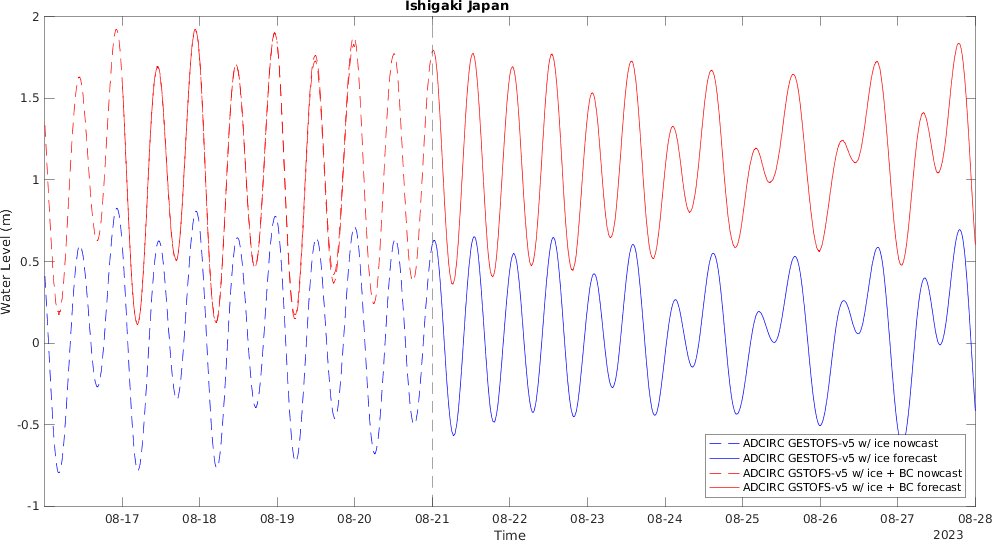 Ishigaki Japan
2
1.5
1
0.5
0
-0.5
-1
Water Level (m)
ADCIRC GESTOFS-v5 w/ ice nowcast
ADCIRC GESTOFS-v5 w/ ice forecast
ADCIRC GSTOFS-v5 w/ ice + BC nowcast
ADCIRC GSTOFS-v5 w/ ice + BC forecast
08-17 08-18 08-19 08-20 08-21 08-22 08-23 08-24 08-25 08-26 08-27 08-28
Time
2023